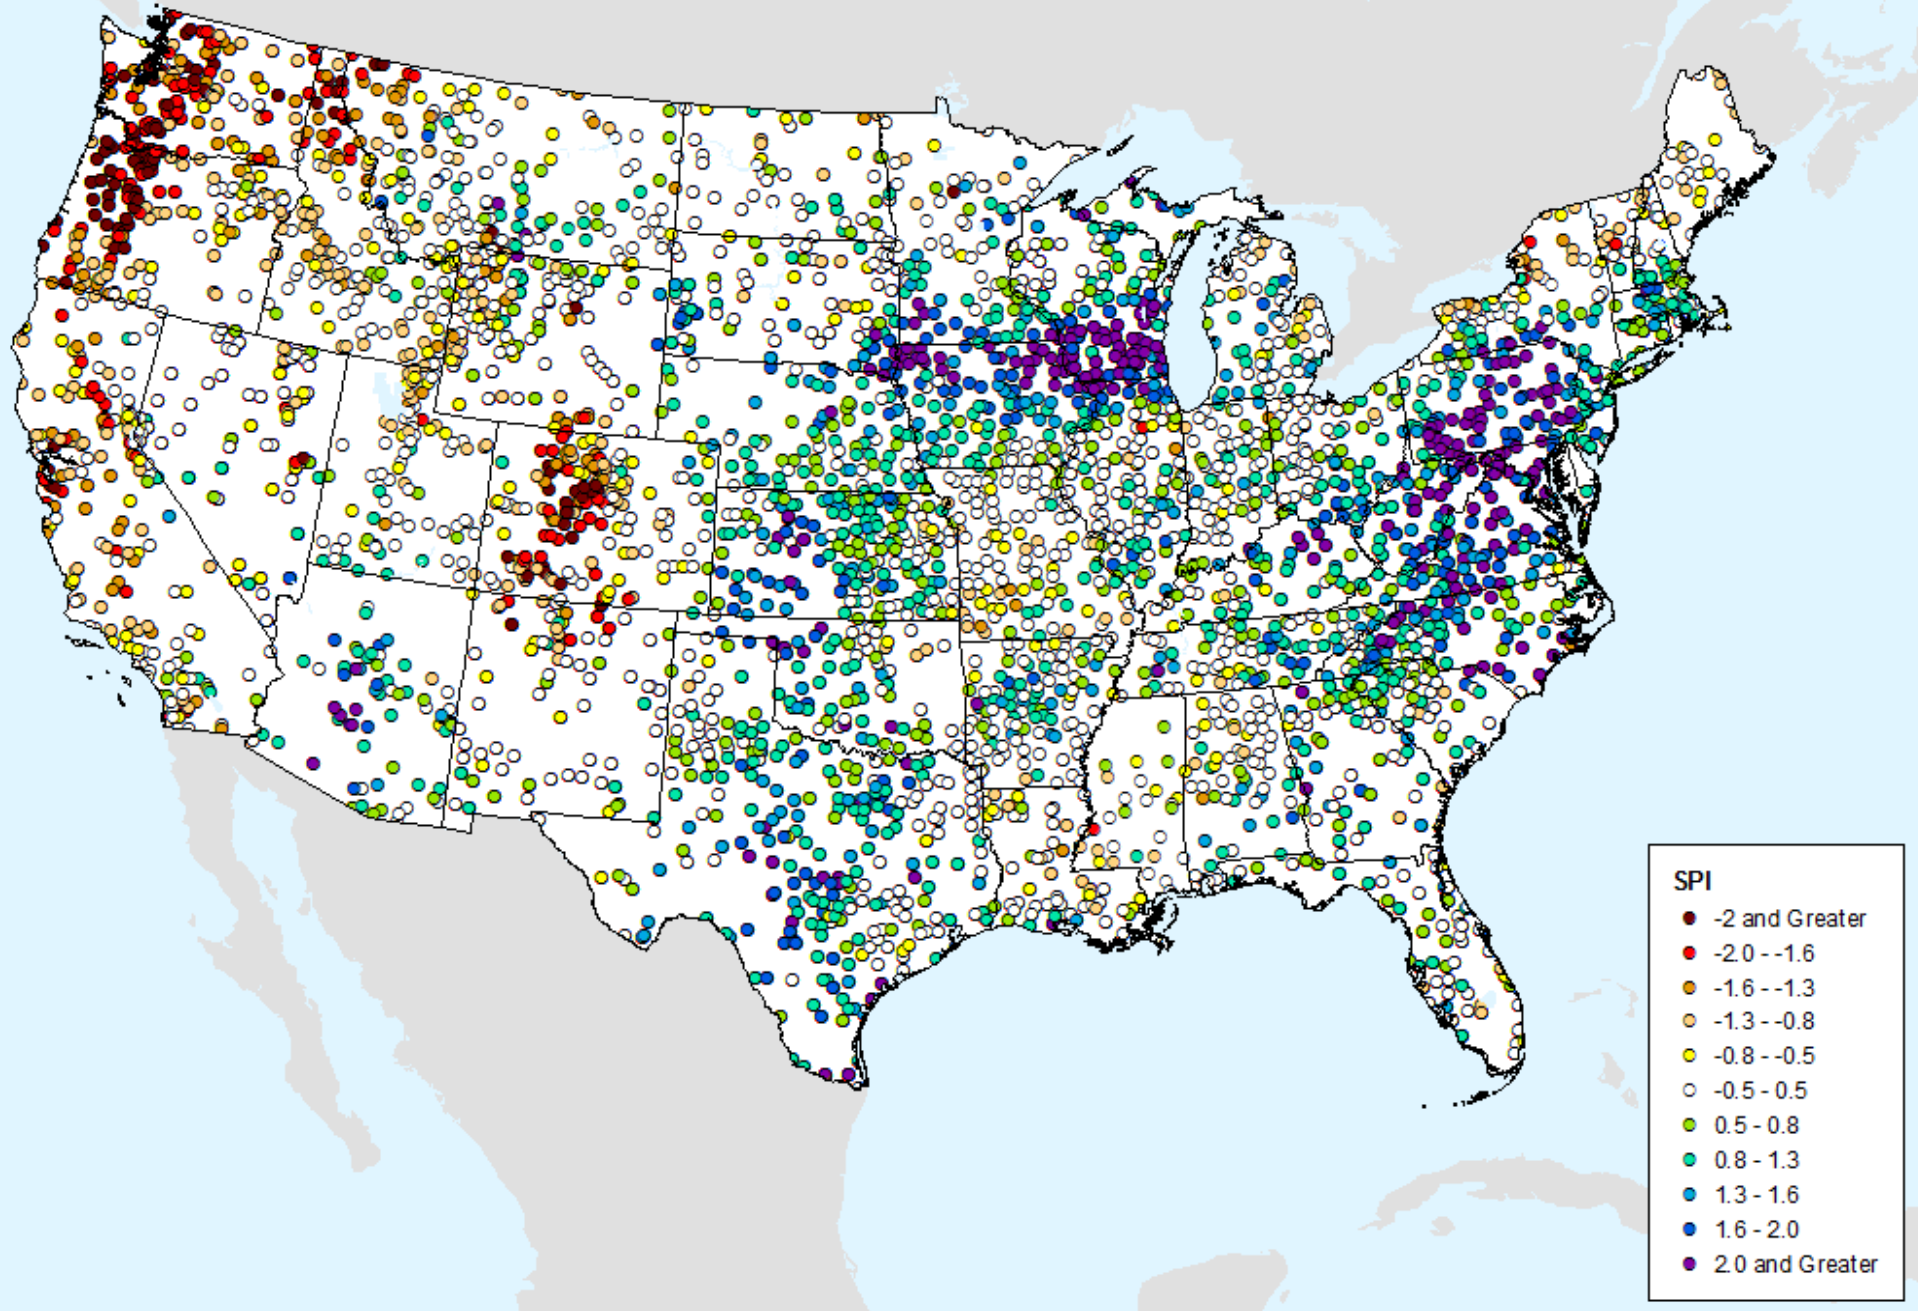 SPI
-2 and Greater
-2.0 - -1.6
-1.6 - -1.3
-1.3 - -0.8
-0.8 - -0.5
-0.5 - 0.5
0.5 - 0.8
0.8 - 1.3
1.3 - 1.6
1.6 - 2.0
2.0 and Greater